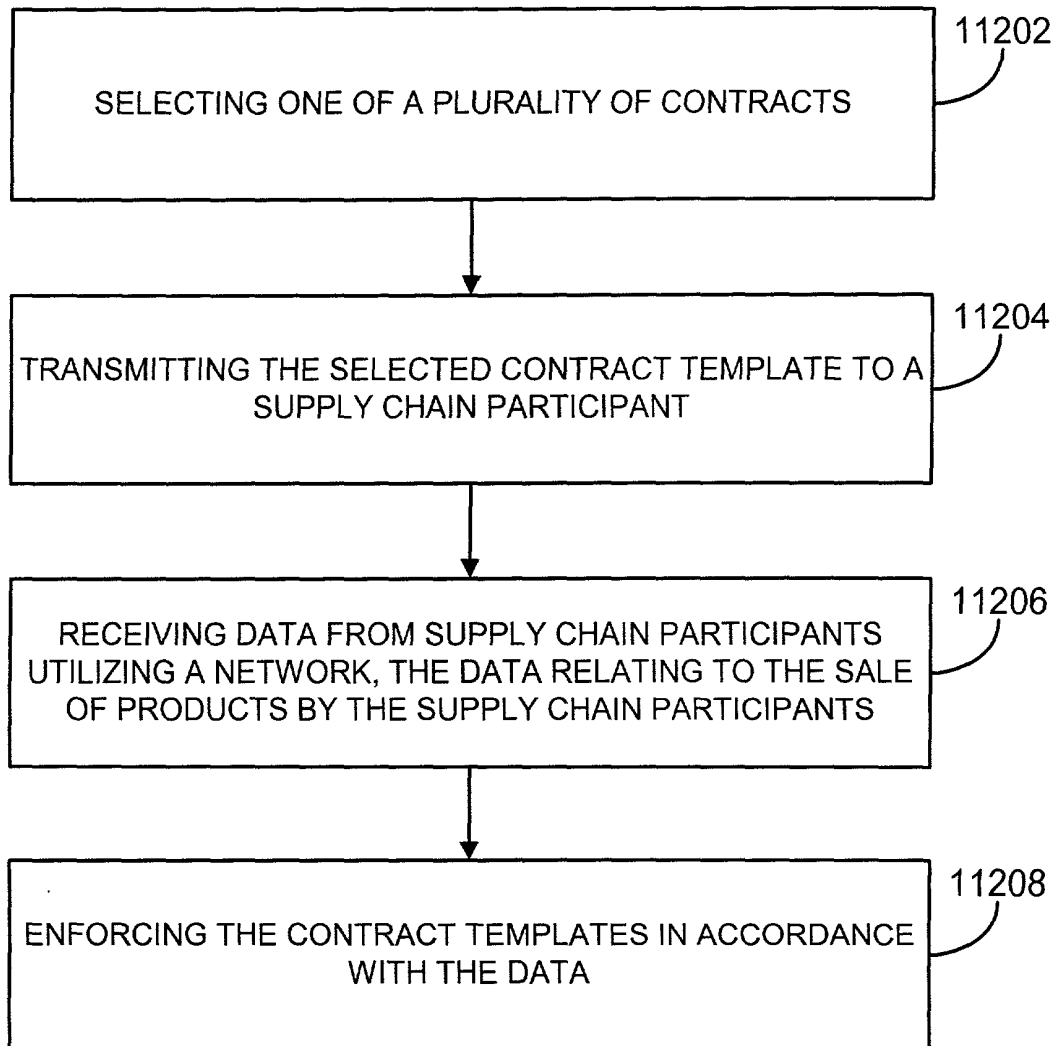 11202
SELECTING ONE OF A PLURALITY OF CONTRACTS
11204
TRANSMITTING THE SELECTED CONTRACT TEMPLATE TO A
SUPPLY CHAIN PARTICIPANT
11206
RECEIVING DATA FROM SUPPLY CHAIN PARTICIPANTS
UTILIZING A NETWORK, THE DATA RELATING TO THE SALE
OF PRODUCTS BY THE SUPPLY CHAIN PARTICIPANTS
11208
ENFORCING THE CONTRACT TEMPLATES IN ACCORDANCE
WITH THE DATA